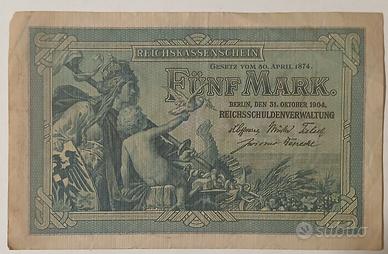 REICHSKASSENSCHEIN
GESETZ VOM 30. APRIL 1874.
FÜNF MARK.
BERLIN, DEN 31. OKTOBER 1904.
REICHSSCHULDENVERWALTUNG
subito